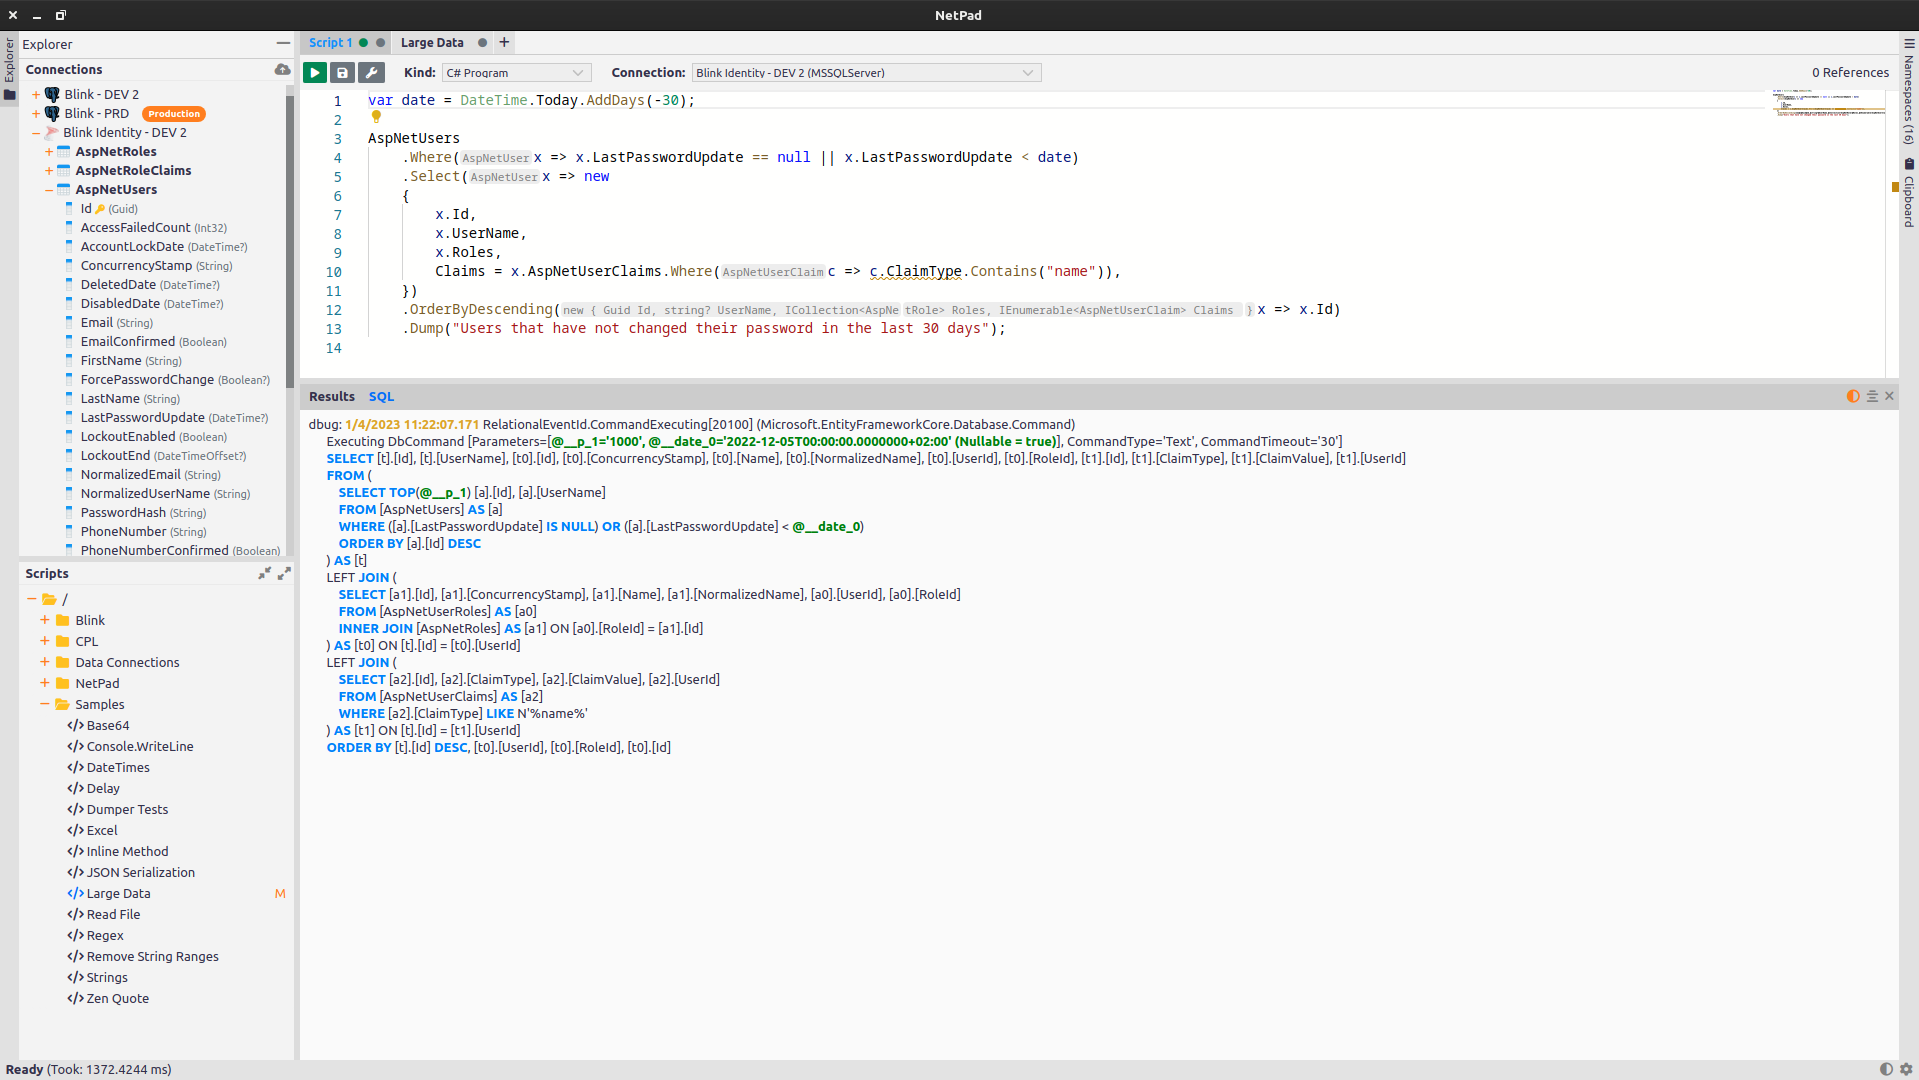 NetPad
Explorer
Explorer
Connections
Blink - DEV 2
Blink - PRD Production
Blink Identity - DEV 2
AspNetRoles
AspNetRoleClaims
AspNetUsers
Id (Guid)
AccessFailedCount (Int32)
AccountLockDate (DateTime?)
ConcurrencyStamp (String)
DeletedDate (DateTime?)
DisabledDate (DateTime?)
Email (String)
EmailConfirmed (Boolean)
FirstName (String)
ForcePasswordChange (Boolean?)
LastName (String)
LastPasswordUpdate (DateTime?)
LockoutEnabled (Boolean)
LockoutEnd (DateTimeOffset?)
NormalizedEmail (String)
NormalizedUserName (String)
PasswordHash (String)
PhoneNumber (String)
PhoneNumberConfirmed (Boolean)
Scripts
/
Blink
CPL
Data Connections
NetPad
Samples
Base64
Console.WriteLine
DateTimes
Delay
Dumper Tests
Excel
Inline Method
JSON Serialization
Large Data M
Read File
Regex
Remove String Ranges
Strings
Zen Quote
Script 1 Large Data +
Kind: C# Program Connection: Blink Identity - DEV 2 (MSSQLServer) 0 References
1 var date = DateTime.Today.AddDays(-30);
2
3 AspNetUsers
4 .Where(AspNetUser x => x.LastPasswordUpdate == null || x.LastPasswordUpdate < date)
5 .Select(AspNetUser x => new
6 {
7 x.Id,
8 x.UserName,
9 x.Roles,
10 Claims = x.AspNetUserClaims.Where(AspNetUserClaim c => c.ClaimType.Contains("name")),
11 })
12 .OrderByDescending(new { Guid Id, string? UserName, ICollection<AspNetRole> Roles, IEnumerable<AspNetUserClaim> Claims } x => x.Id)
13 .Dump("Users that have not changed their password in the last 30 days");
14
Results SQL
dbug: 1/4/2023 11:22:07.171 RelationalEventId.CommandExecuting[20100] (Microsoft.EntityFrameworkCore.Database.Command)
Executing DbCommand [Parameters=[@__p_1='1000', @__date_0='2022-12-05T00:00:00.0000000+02:00' (Nullable = true)], CommandType='Text', CommandTimeout='30']
SELECT [t].[Id], [t].[UserName], [t0].[Id], [t0].[ConcurrencyStamp], [t0].[Name], [t0].[NormalizedName], [t0].[UserId], [t0].[RoleId], [t1].[Id], [t1].[ClaimType], [t1].[ClaimValue], [t1].[UserId]
FROM (
SELECT TOP(@__p_1) [a].[Id], [a].[UserName]
FROM [AspNetUsers] AS [a]
WHERE ([a].[LastPasswordUpdate] IS NULL) OR ([a].[LastPasswordUpdate] < @__date_0)
ORDER BY [a].[Id] DESC
) AS [t]
LEFT JOIN (
SELECT [a1].[Id], [a1].[ConcurrencyStamp], [a1].[Name], [a1].[NormalizedName], [a0].[UserId], [a0].[RoleId]
FROM [AspNetUserRoles] AS [a0]
INNER JOIN [AspNetRoles] AS [a1] ON [a0].[RoleId] = [a1].[Id]
) AS [t0] ON [t].[Id] = [t0].[UserId]
LEFT JOIN (
SELECT [a2].[Id], [a2].[ClaimType], [a2].[ClaimValue], [a2].[UserId]
FROM [AspNetUserClaims] AS [a2]
WHERE [a2].[ClaimType] LIKE N'%name%'
) AS [t1] ON [t].[Id] = [t1].[UserId]
ORDER BY [t].[Id] DESC, [t0].[UserId], [t0].[RoleId], [t0].[Id]
Namespaces (16)
Clipboard
Ready (Took: 1372.4244 ms)